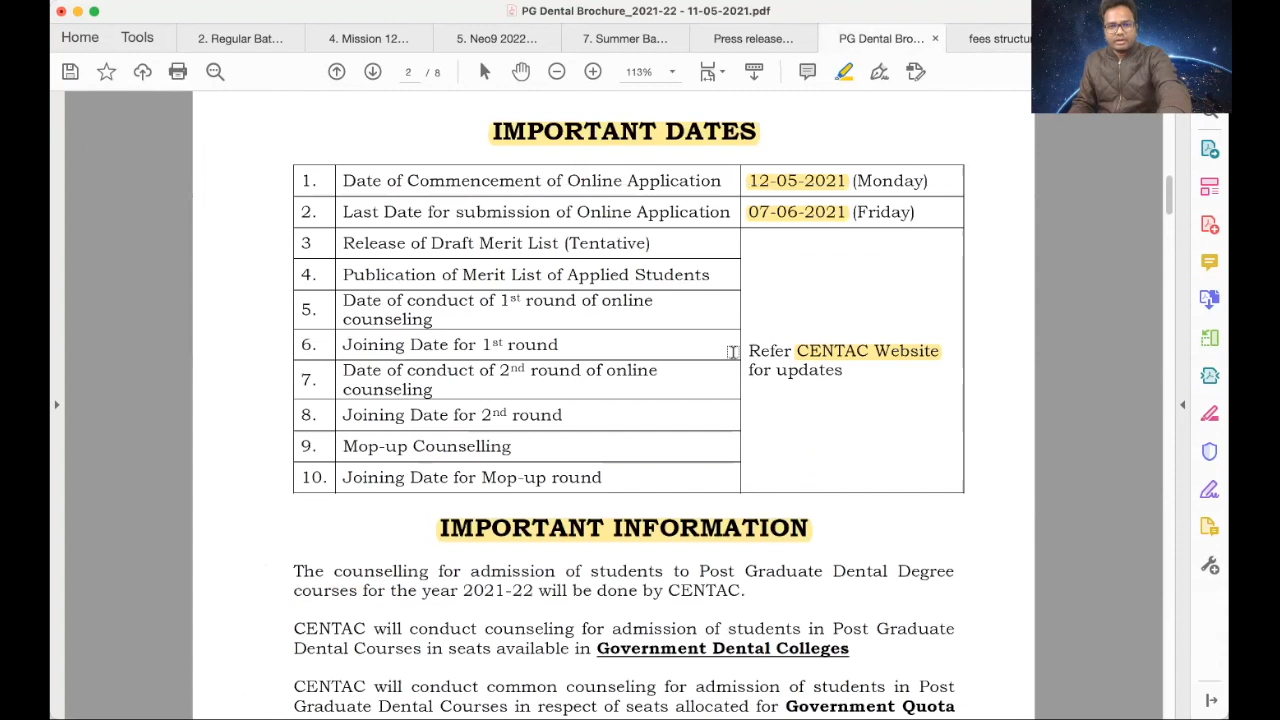 PG Dental Brochure_2021-22 - 11-05-2021.pdf
Home Tools 2. Regular Bat... 4. Mission 12... 5. Neo9 2022... 7. Summer Ba... Press release... PG Dental Bro... × fees structu
2 / 8 113%
IMPORTANT DATES
1. Date of Commencement of Online Application 12-05-2021 (Monday)
2. Last Date for submission of Online Application 07-06-2021 (Friday)
3 Release of Draft Merit List (Tentative)
4. Publication of Merit List of Applied Students
5. Date of conduct of 1st round of online
counseling
6. Joining Date for 1st round
Refer CENTAC Website
for updates
7. Date of conduct of 2nd round of online
counseling
8. Joining Date for 2nd round
9. Mop-up Counselling
10. Joining Date for Mop-up round
IMPORTANT INFORMATION
The counselling for admission of students to Post Graduate Dental Degree
courses for the year 2021-22 will be done by CENTAC.
CENTAC will conduct counseling for admission of students in Post Graduate
Dental Courses in seats available in Government Dental Colleges
CENTAC will conduct common counseling for admission of students in Post
Graduate Dental Courses in respect of seats allocated for Government Quota